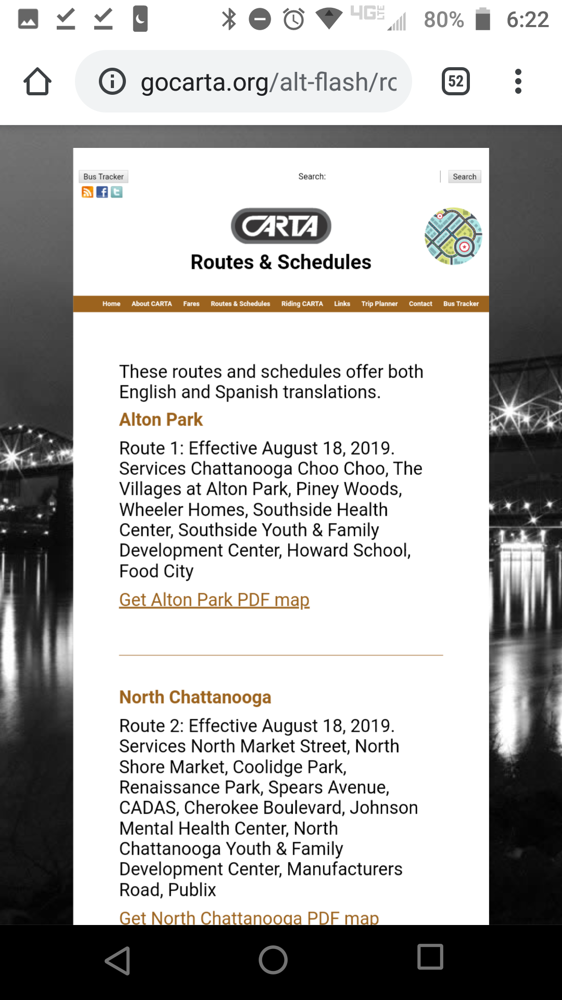 4G LTE 80% 6:22
gocarta.org/alt-flash/ro
52
Bus Tracker
Search:
Search
CARTA
Routes & Schedules
Home About CARTA Fares Routes & Schedules Riding CARTA Links Trip Planner Contact Bus Tracker
These routes and schedules offer both
English and Spanish translations.
Alton Park
Route 1: Effective August 18, 2019.
Services Chattanooga Choo Choo, The
Villages at Alton Park, Piney Woods,
Wheeler Homes, Southside Health
Center, Southside Youth & Family
Development Center, Howard School,
Food City
Get Alton Park PDF map
North Chattanooga
Route 2: Effective August 18, 2019.
Services North Market Street, North
Shore Market, Coolidge Park,
Renaissance Park, Spears Avenue,
CADAS, Cherokee Boulevard, Johnson
Mental Health Center, North
Chattanooga Youth & Family
Development Center, Manufacturers
Road, Publix
Get North Chattanooga PDF map